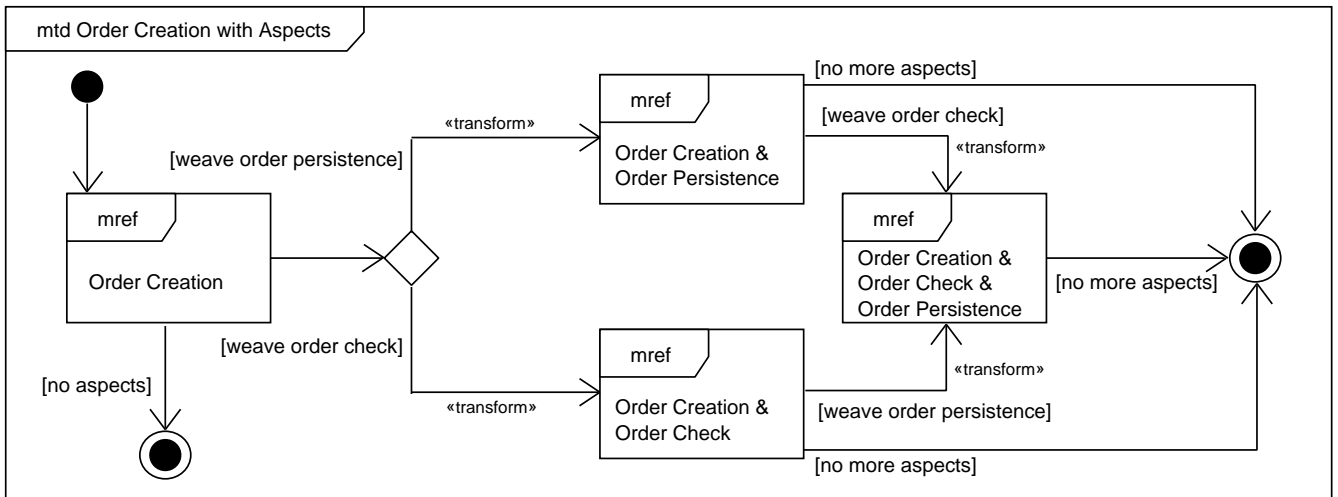 mtd Order Creation with Aspects
[no more aspects]
mref
[weave order check]
«transform»
«transform»
[weave order persistence]
Order Creation &
Order Persistence
mref
mref
Order Creation
Order Creation &
Order Check &
Order Persistence
[no more aspects]
[weave order check]
mref
[no aspects]
«transform»
«transform»
Order Creation &
Order Check
[weave order persistence]
[no more aspects]